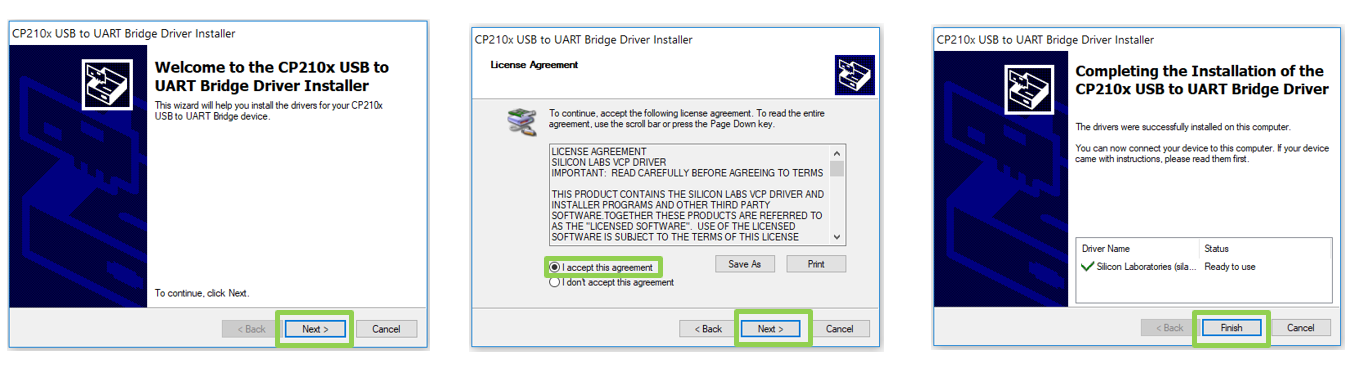 CP210x USB to UART Bridge Driver Installer
Welcome to the CP210x USB to
UART Bridge Driver Installer
This wizard will help you install the drivers for your CP210x
USB to UART Bridge device.
To continue, click Next.
< Back
Next >
Cancel
CP210x USB to UART Bridge Driver Installer
License Agreement
To continue, accept the following license agreement. To read the entire
agreement, use the scroll bar or press the Page Down key.
LICENSE AGREEMENT
SILICON LABS VCP DRIVER
IMPORTANT: READ CAREFULLY BEFORE AGREEING TO TERMS
THIS PRODUCT CONTAINS THE SILICON LABS VCP DRIVER AND
INSTALLER PROGRAMS AND OTHER THIRD PARTY
SOFTWARE.TOGETHER THESE PRODUCTS ARE REFERRED TO
AS THE "LICENSED SOFTWARE". USE OF THE LICENSED
SOFTWARE IS SUBJECT TO THE TERMS OF THIS LICENSE
I accept this agreement
Save As
Print
I don't accept this agreement
< Back
Next >
Cancel
CP210x USB to UART Bridge Driver Installer
Completing the Installation of the
CP210x USB to UART Bridge Driver
The drivers were successfully installed on this computer.
You can now connect your device to this computer. If your device
came with instructions, please read them first.
Driver Name Status
Silicon Laboratories (sila... Ready to use
< Back
Finish
Cancel